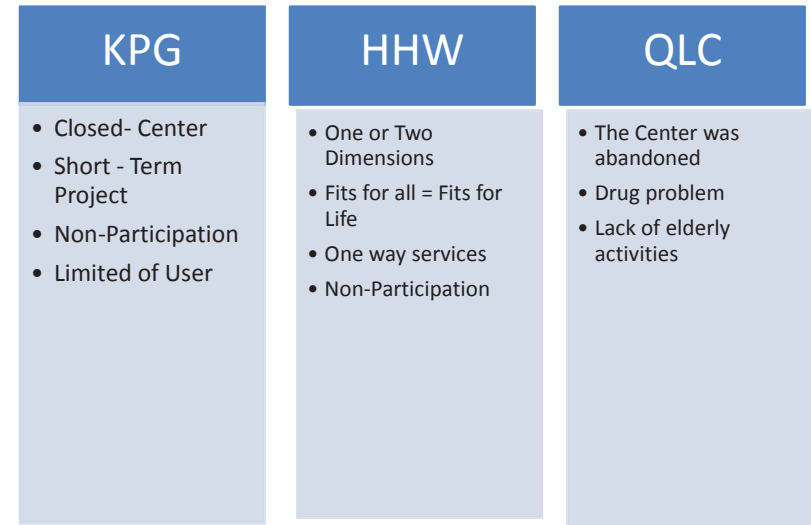 KPG
• Closed- Center
• Short - Term
Project
• Non-Participation
• Limited of User
HHW
• One or Two
Dimensions
• Fits for all = Fits for
Life
• One way services
• Non-Participation
QLC
• The Center was
abandoned
• Drug problem
• Lack of elderly
activities